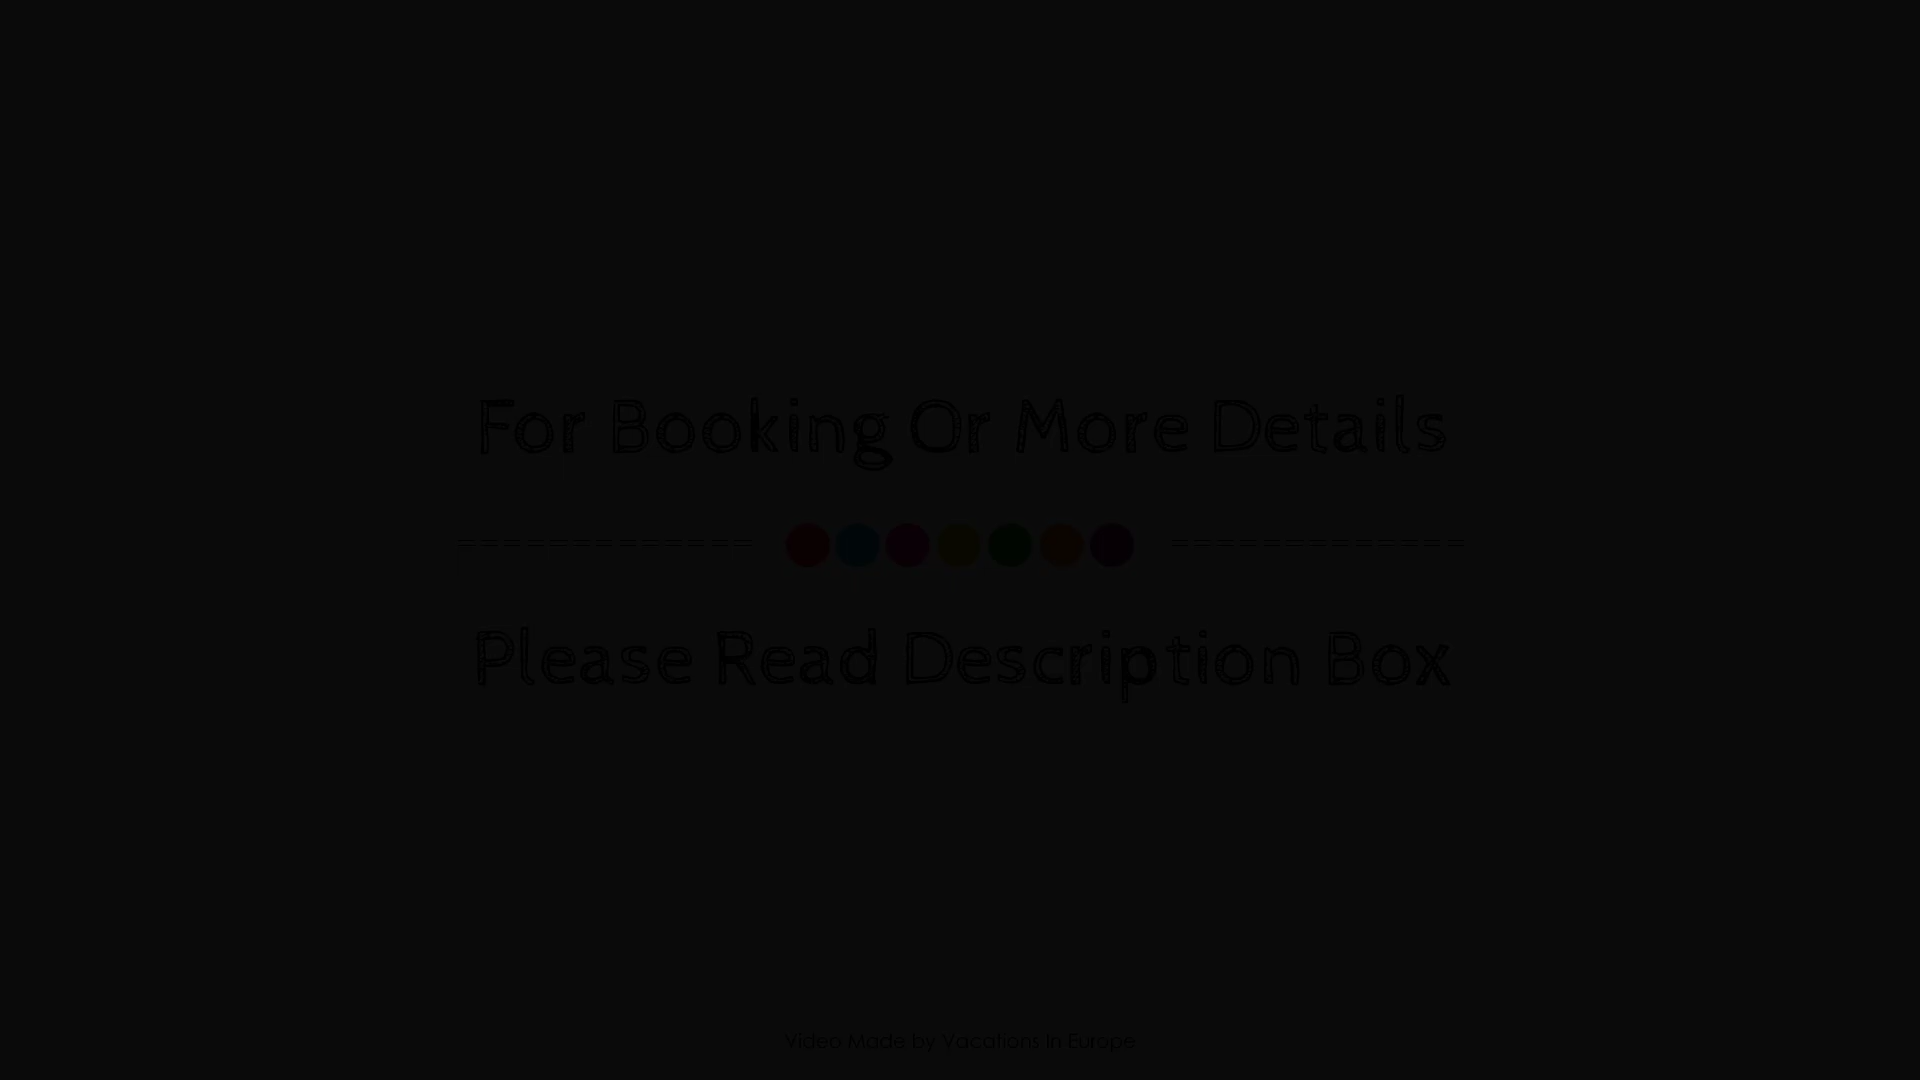 For Booking Or More Details
============= =============
Please Read Description Box
Video Made by Vacations In Europe